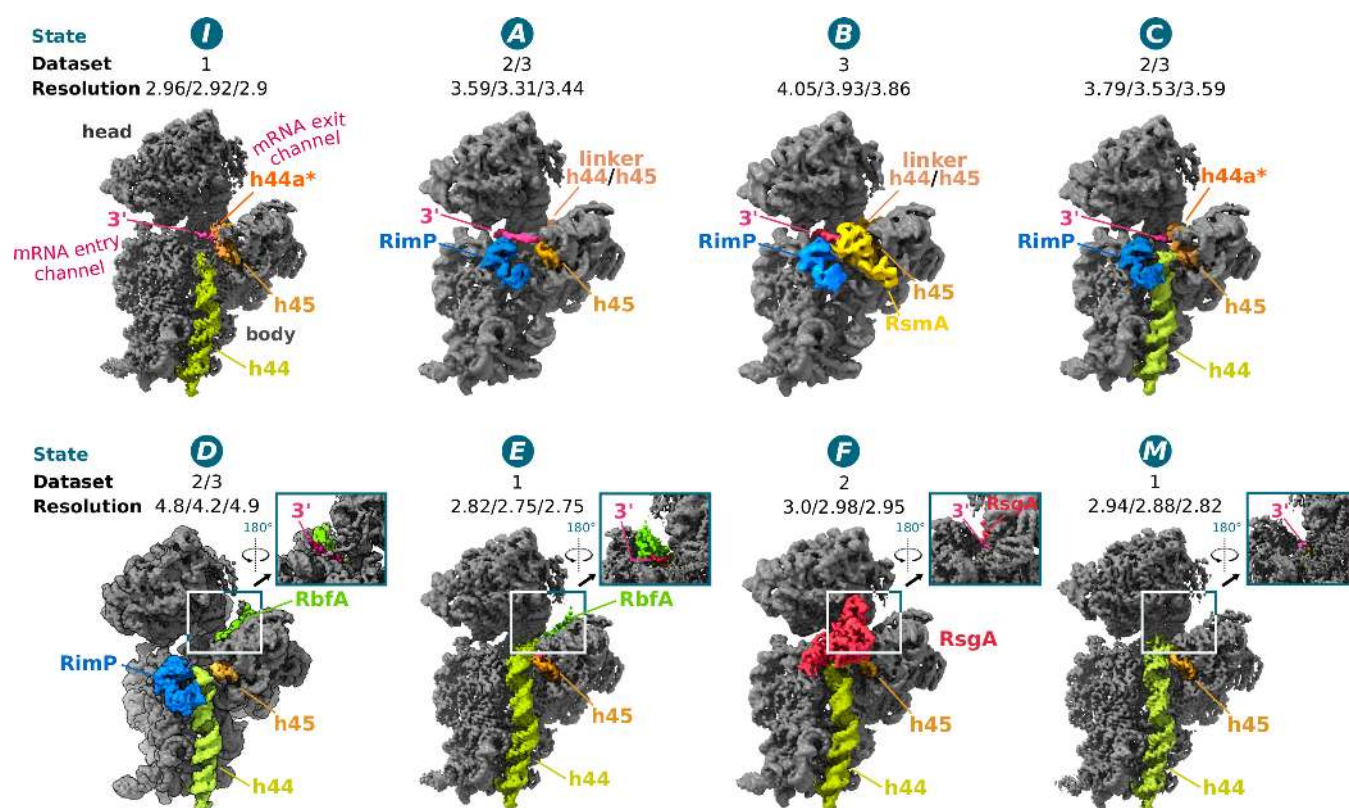 State I A B C
Dataset 1 2/3 3 2/3
Resolution 2.96/2.92/2.9 3.59/3.31/3.44 4.05/3.93/3.86 3.79/3.53/3.59
head
mRNA exit
channel
h44a*
3'
mRNA entry
channel
h45
body
h44
linker
h44/h45
3'
RimP
h45
linker
h44/h45
3'
RimP
h45
RsmA
h44a*
3'
RimP
h45
h44
State D E F M
Dataset 2/3 1 2 1
Resolution 4.8/4.2/4.9 2.82/2.75/2.75 3.0/2.98/2.95 2.94/2.88/2.82
180°
3'
RbfA
RimP
h45
h44
180°
3'
RbfA
h45
h44
180°
3'
RsgA
RsgA
h45
h44
180°
3'
h45
h44